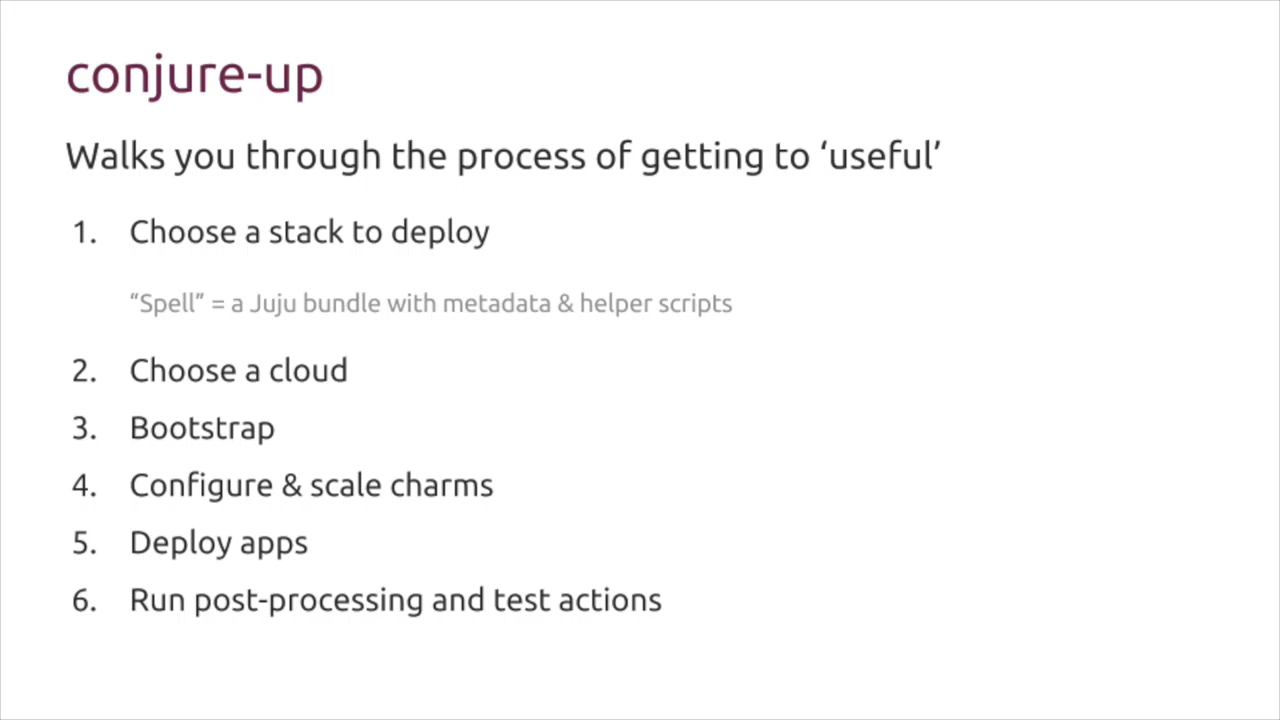 conjure-up
Walks you through the process of getting to ‘useful’
1. Choose a stack to deploy
“Spell” = a Juju bundle with metadata & helper scripts
2. Choose a cloud
3. Bootstrap
4. Configure & scale charms
5. Deploy apps
6. Run post-processing and test actions